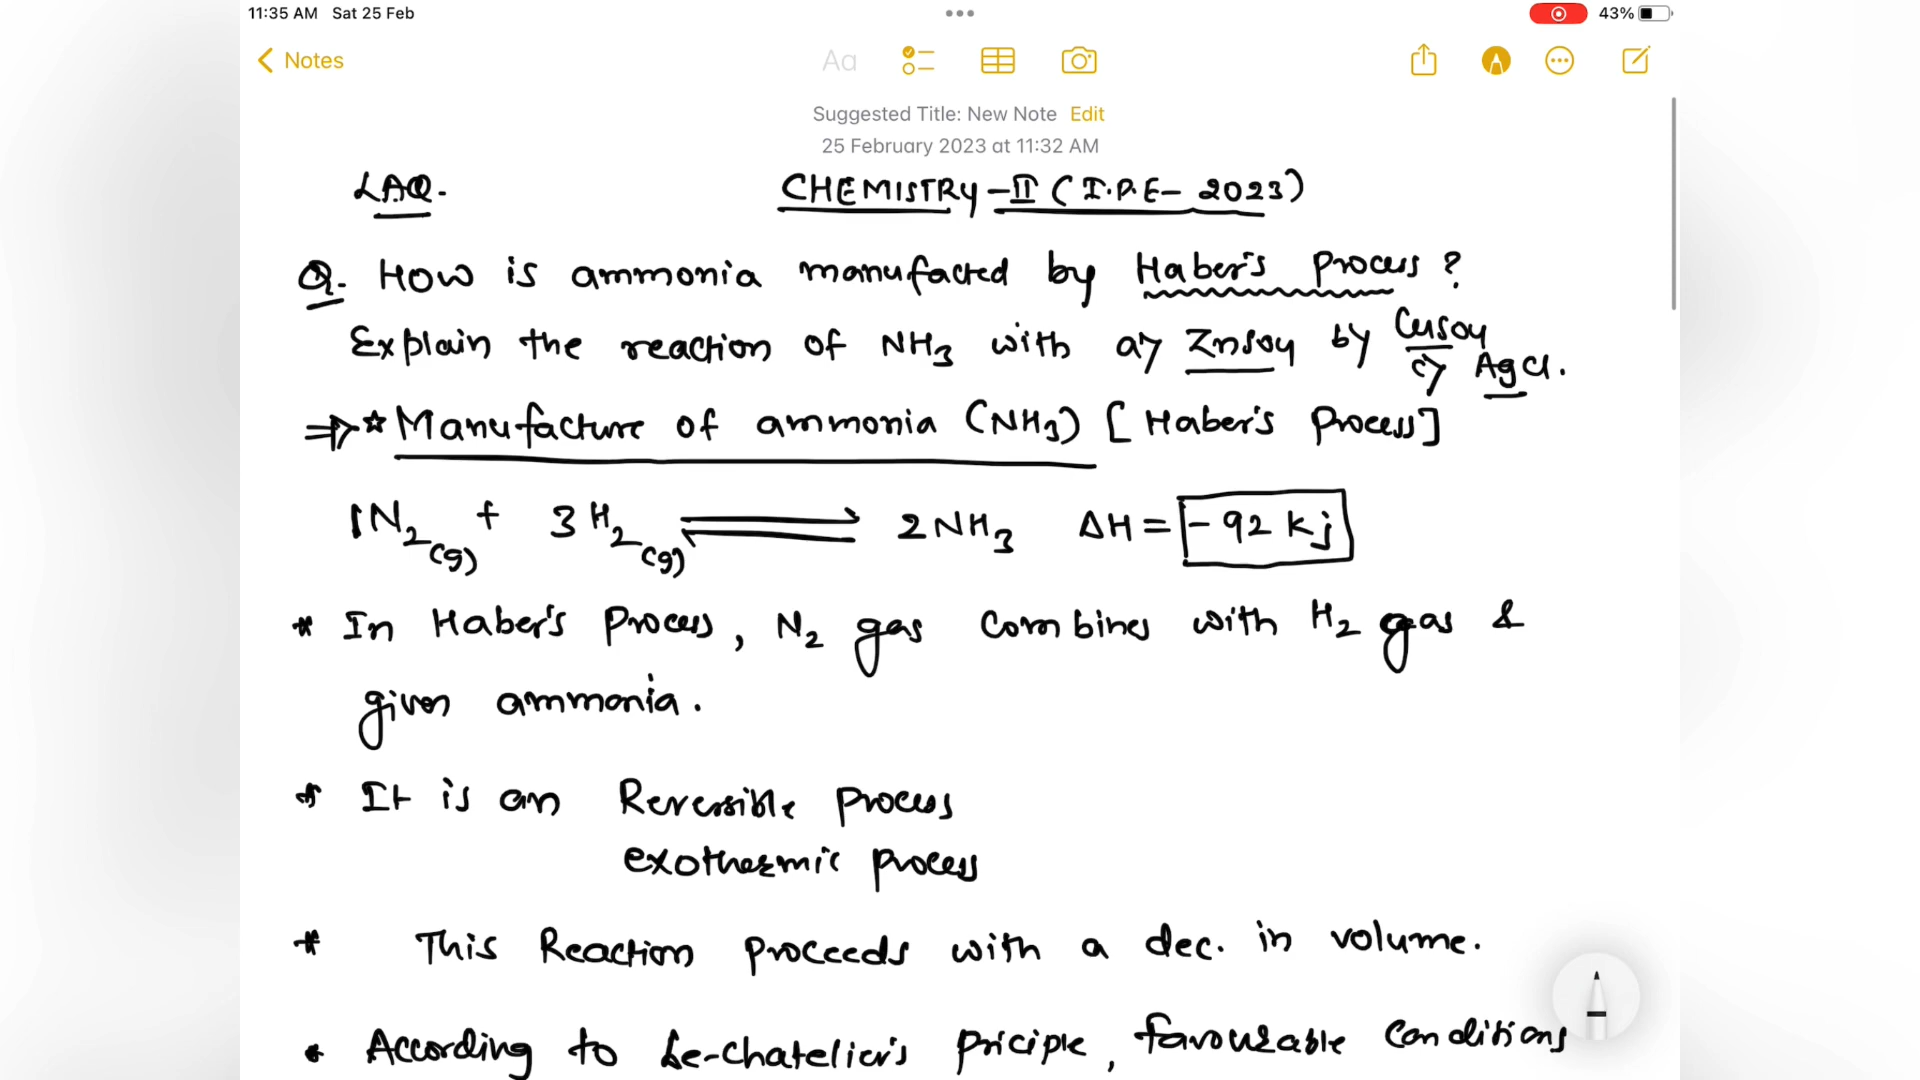 11:35 AM Sat 25 Feb
43%
Notes
Aa
Suggested Title: New Note Edit
25 February 2023 at 11:32 AM
LAQ.
CHEMISTRY-II (I.P.E-2023)
Q. How is ammonia manufacted by Haber's process?
Explain the reaction of NH3 with a) ZnSO4 b) CuSO4
c) AgCl.
⇒ ☆ Manufacture of ammonia (NH3) [Haber's Process]
1N2(g) + 3H2(g) ⇌ 2NH3 ΔH = -92 kj
* In Haber's process, N2 gas combines with H2 gas &
given ammonia.
* It is an Reversible process
exothermic process
* This Reaction proceeds with a dec. in volume.
* According to Le-chatelier's priciple, favourable conditions